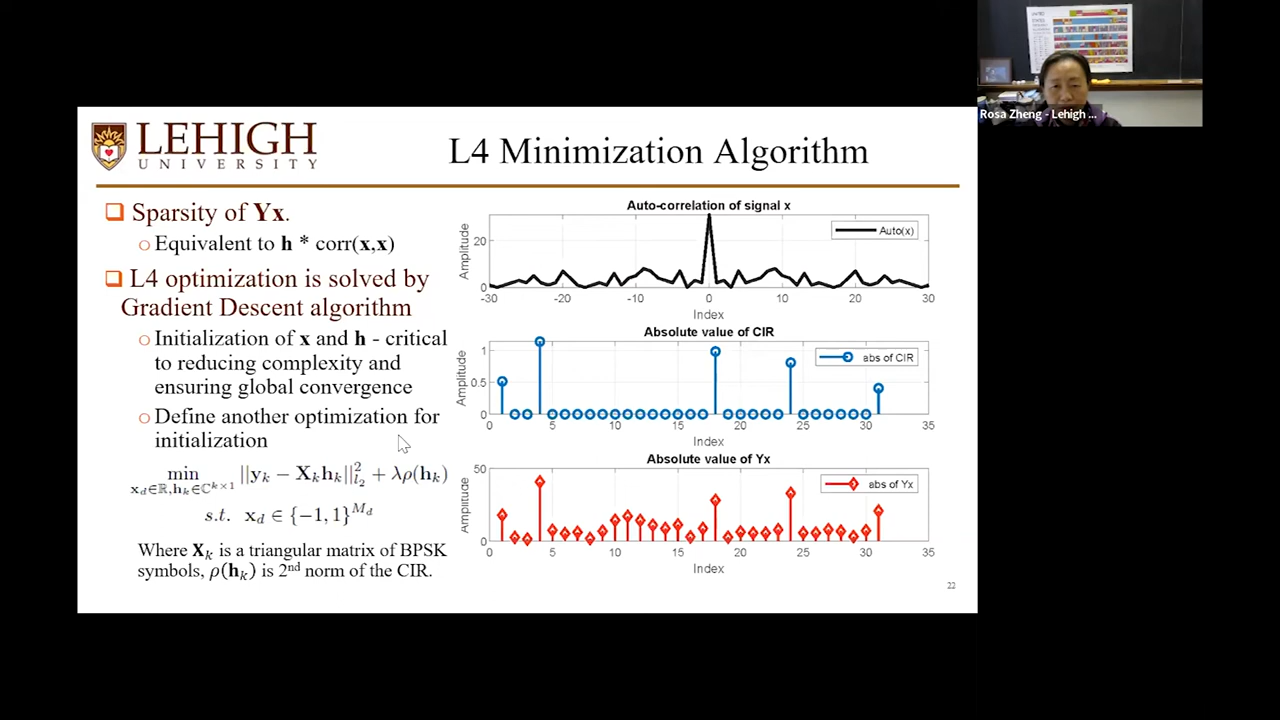 Rosa Zheng - Lehigh ...
LEHIGH
UNIVERSITY
L4 Minimization Algorithm
Sparsity of Yx.
Equivalent to h * corr(x,x)
L4 optimization is solved by
Gradient Descent algorithm
Initialization of x and h - critical
to reducing complexity and
ensuring global convergence
Define another optimization for
initialization
min ||y_k − X_k h_k||²_{l_2} + λρ(h_k)
x_d∈ℝ,h_k∈ℂ^{k×1}
s.t. x_d ∈ {−1, 1}^{M_d}
Where X_k is a triangular matrix of BPSK
symbols, ρ(h_k) is 2nd norm of the CIR.
Auto-correlation of signal x
Amplitude
20
0
Auto(x)
-30 -20 -10 0 10 20 30
Index
Absolute value of CIR
Amplitude
1
0.5
0
abs of CIR
0 5 10 15 20 25 30 35
Index
Absolute value of Yx
Amplitude
50
0
abs of Yx
0 5 10 15 20 25 30 35
Index
22